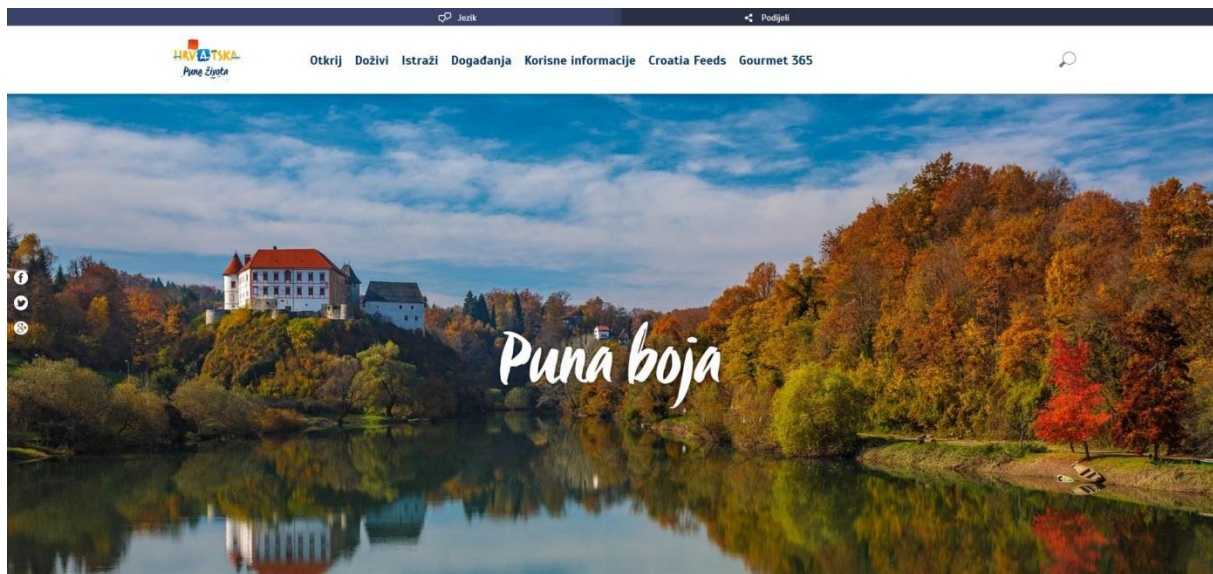 Jezik
Podijeli
HRVATSKA
Puna života
Otkrij Doživi Istraži Događanja Korisne informacije Croatia Feeds Gourmet 365
Puna boja